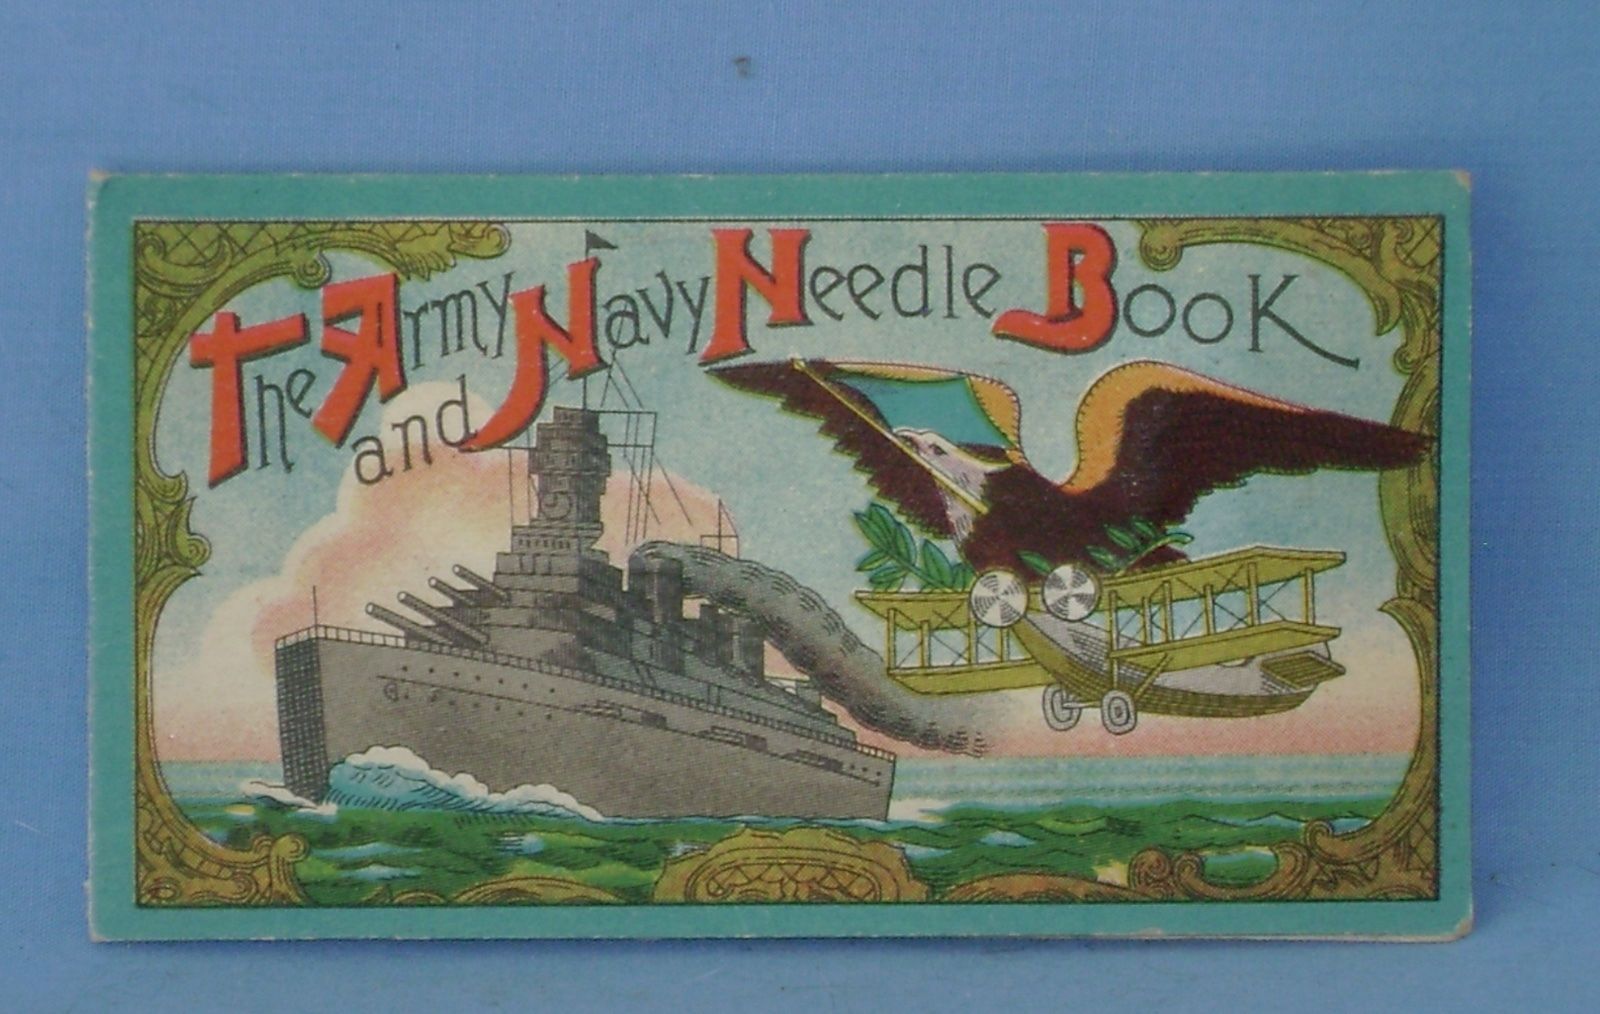 The Army and Navy Needle Book